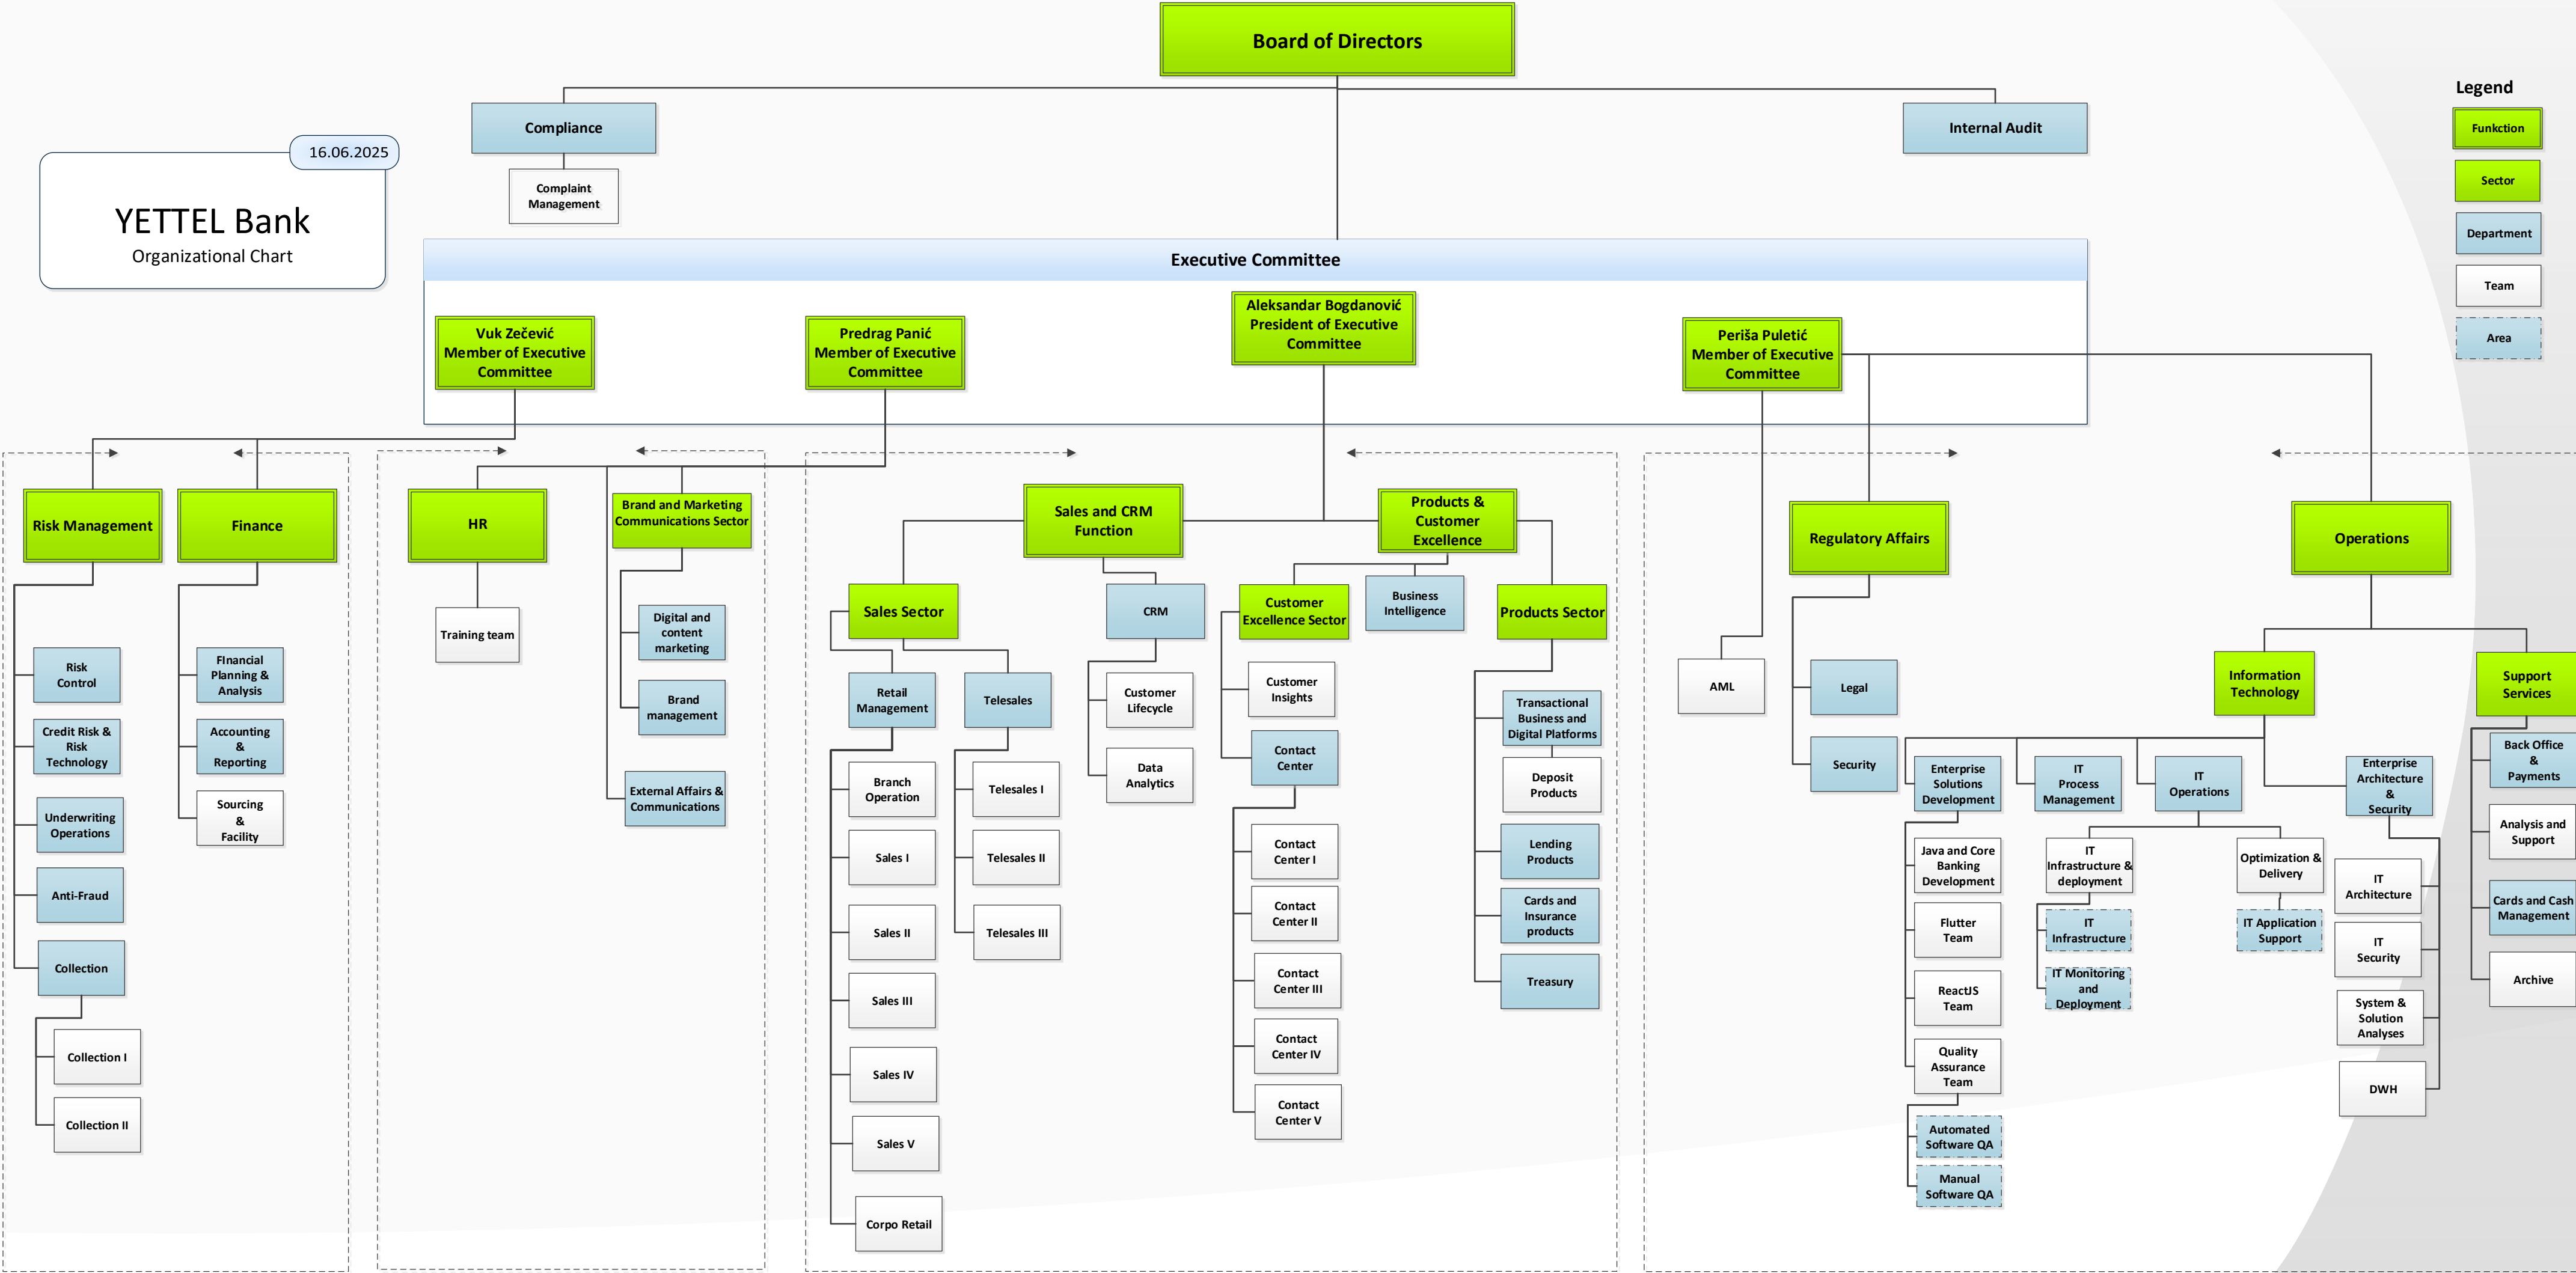 Board of Directors
Legend
Compliance
Internal Audit
Funkction
16.06.2025
YETTEL Bank
Organizational Chart
Complaint
Management
Sector
Department
Team
Area
Executive Committee
Vuk Zečević
Member of Executive
Committee
Predrag Panić
Member of Executive
Committee
Aleksandar Bogdanović
President of Executive
Committee
Periša Puletić
Member of Executive
Committee
Risk Management
Finance
HR
Brand and Marketing
Communications Sector
Sales and CRM
Function
Products &
Customer
Excellence
Regulatory Affairs
Operations
Risk
Control
Credit Risk &
Risk
Technology
Underwriting
Operations
Anti-Fraud
Collection
Collection I
Collection II
FInancial
Planning &
Analysis
Accounting
&
Reporting
Sourcing
&
Facility
Training team
Digital and
content
marketing
Brand
management
External Affairs &
Communications
Sales Sector
Retail
Management
Branch
Operation
Sales I
Sales II
Sales III
Sales IV
Sales V
Corpo Retail
Telesales
Telesales I
Telesales II
Telesales III
CRM
Customer
Lifecycle
Data
Analytics
Customer
Excellence Sector
Customer
Insights
Contact
Center
Contact
Center I
Contact
Center II
Contact
Center III
Contact
Center IV
Contact
Center V
Business
Intelligence
Products Sector
Transactional
Business and
Digital Platforms
Deposit
Products
Lending
Products
Cards and
Insurance
products
Treasury
AML
Legal
Security
Information
Technology
Enterprise
Solutions
Development
Java and Core
Banking
Development
Flutter
Team
ReactJS
Team
Quality
Assurance
Team
Automated
Software QA
Manual
Software QA
IT
Process
Management
IT
Operations
IT
Infrastructure &
deployment
IT
Infrastructure
IT Monitoring
and
Deployment
Optimization &
Delivery
IT Application
Support
Enterprise
Architecture
&
Security
IT
Architecture
IT
Security
System &
Solution
Analyses
DWH
Support
Services
Back Office
&
Payments
Analysis and
Support
Cards and Cash
Management
Archive